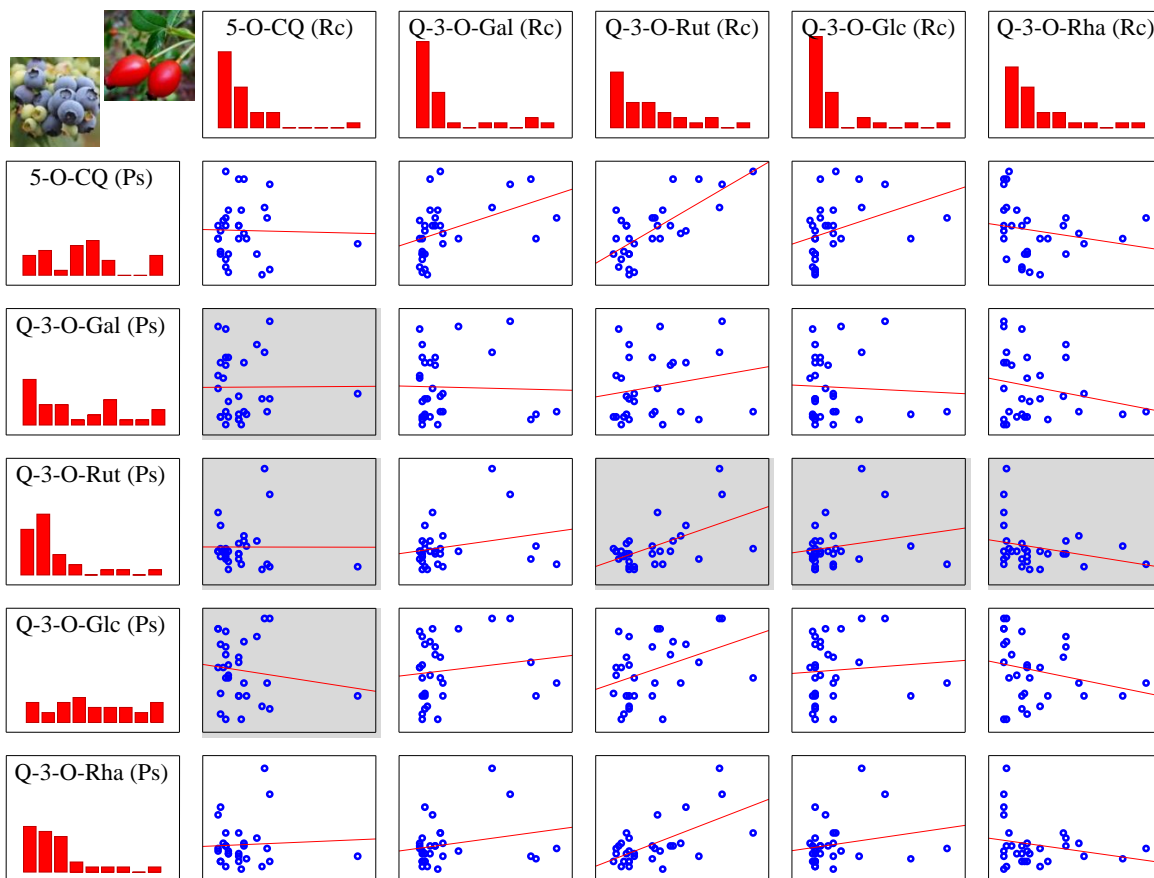 5-O-CQ (Rc)
Q-3-O-Gal (Rc)
Q-3-O-Rut (Rc)
Q-3-O-Glc (Rc)
Q-3-O-Rha (Rc)
5-O-CQ (Ps)
Q-3-O-Gal (Ps)
Q-3-O-Rut (Ps)
Q-3-O-Glc (Ps)
Q-3-O-Rha (Ps)